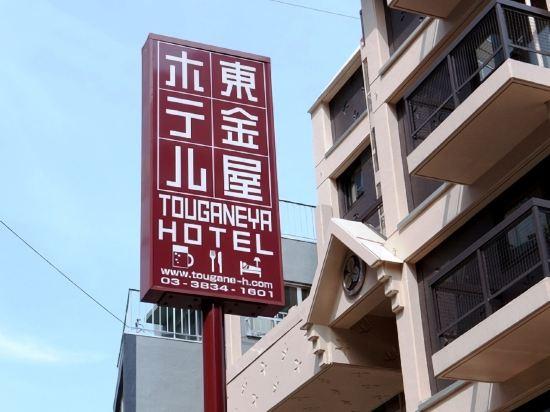 東金屋
ホテル
TOUGANEYA
HOTEL
www.tougane-h.com
03-3834-1601